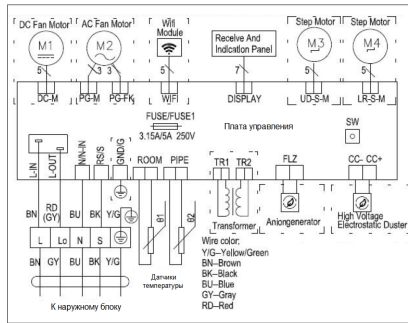 DC Fan Motor
AC Fan Motor
Wifi
Module
Step Motor
Step Motor
M1
M2
Receive And
Indication Panel
M3
M4
5
3
3
5
7
5
5
DC-M
PG-M
PG-FK
WIFI
DISPLAY
UD-S-M
LR-S-M
FUSE/FUSE1
3.15A/5A 250V
Плата управления
SW
L-IN
L-OUT
N/N-IN
RS/S
GND/G
ROOM
PIPE
TR1
TR2
FLZ
CC- CC+
BN
RD
(GY)
BU
BK
Y/G
θ1
θ2
Transformer
Aniongenerator
High Voltage
Electrostatic Duster
L
Lo
N
S
BN
GY
BU
BK
Y/G
Датчики
температуры
К наружному блоку
Wire color:
Y/G–Yellow/Green
BN–Brown
BK–Black
BU–Blue
GY–Gray
RD–Red